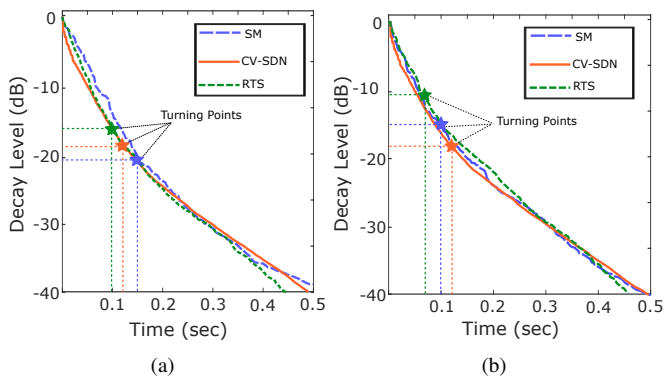 0
-10
-20
-30
-40
0
0.1
0.2
0.3
0.4
0.5
Decay Level (dB)
Time (sec)
SM
CV-SDN
RTS
Turning Points
(a)
0
-10
-20
-30
-40
0
0.1
0.2
0.3
0.4
0.5
Decay Level (dB)
Time (sec)
SM
CV-SDN
RTS
Turning Points
(b)